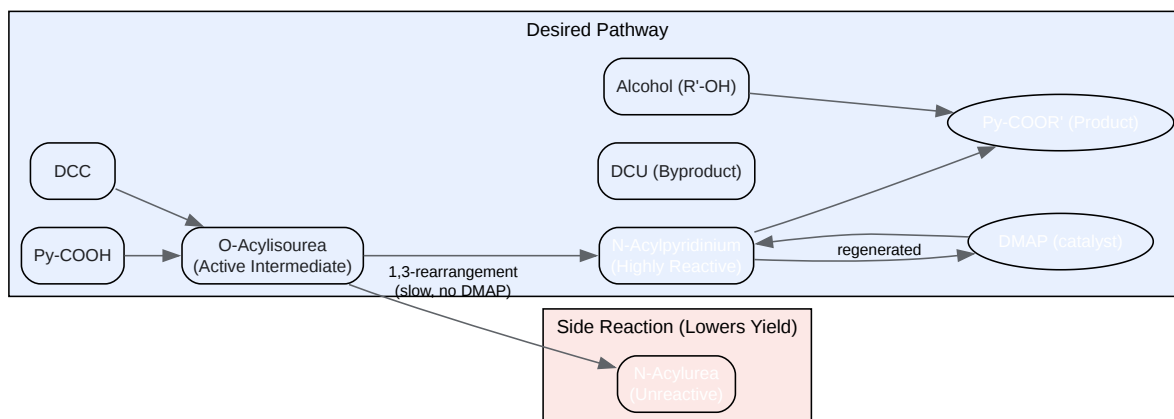 Desired Pathway
Alcohol (R'-OH)
Py-COOR' (Product)
DCC
DCU (Byproduct)
Py-COOH
O-Acylisourea
(Active Intermediate)
N-Acylpyridinium
(Highly Reactive)
DMAP (catalyst)
regenerated
1,3-rearrangement
(slow, no DMAP)
Side Reaction (Lowers Yield)
N-Acylurea
(Unreactive)